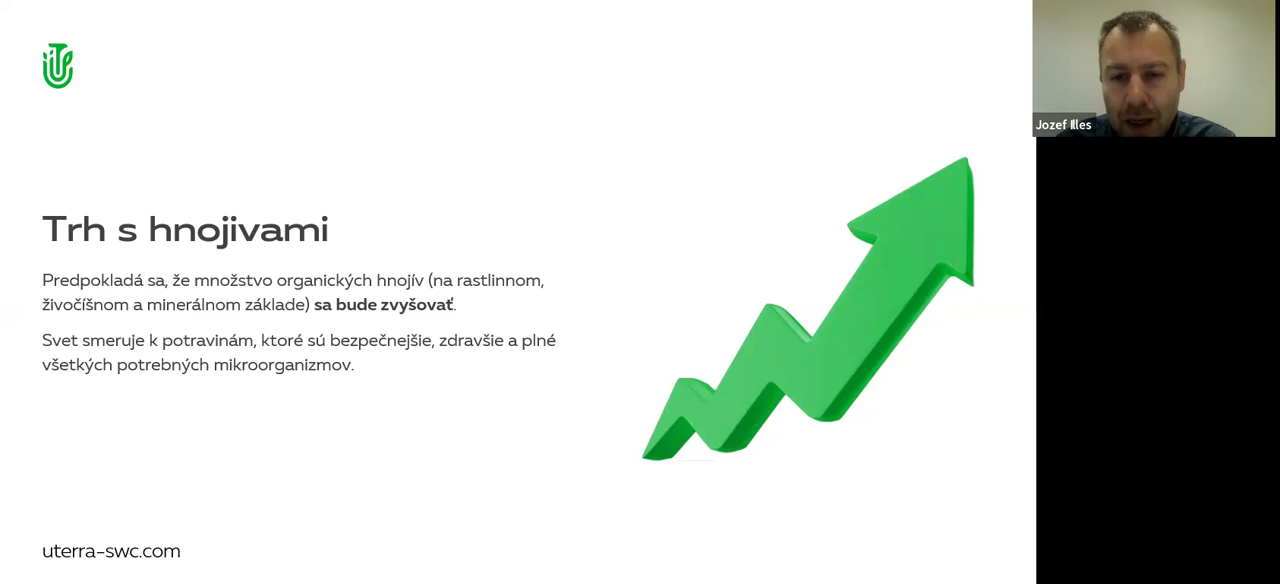 Trh s hnojivami
Predpokladá sa, že množstvo organických hnojív (na rastlinnom,
živočíšnom a minerálnom základe) sa bude zvyšovať.
Svet smeruje k potravinám, ktoré sú bezpečnejšie, zdravšie a plné
všetkých potrebných mikroorganizmov.
uterra-swc.com
Jozef Illes